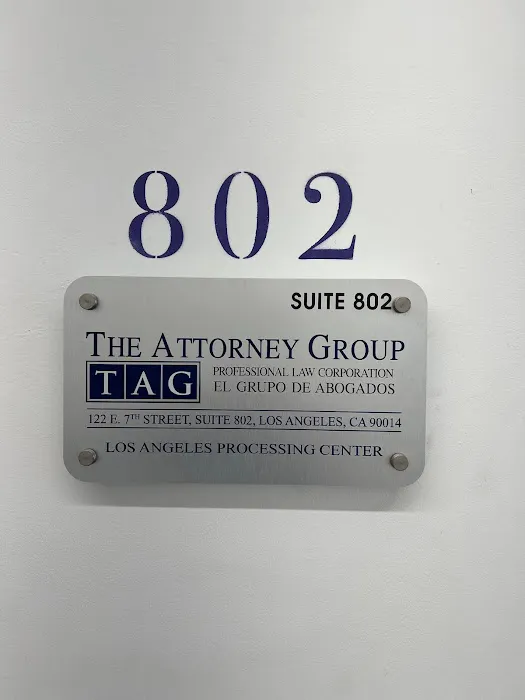 802
SUITE 802
THE ATTORNEY GROUP
TAG
PROFESSIONAL LAW CORPORATION
EL GRUPO DE ABOGADOS
122 E. 7TH STREET, SUITE 802, LOS ANGELES, CA 90014
LOS ANGELES PROCESSING CENTER